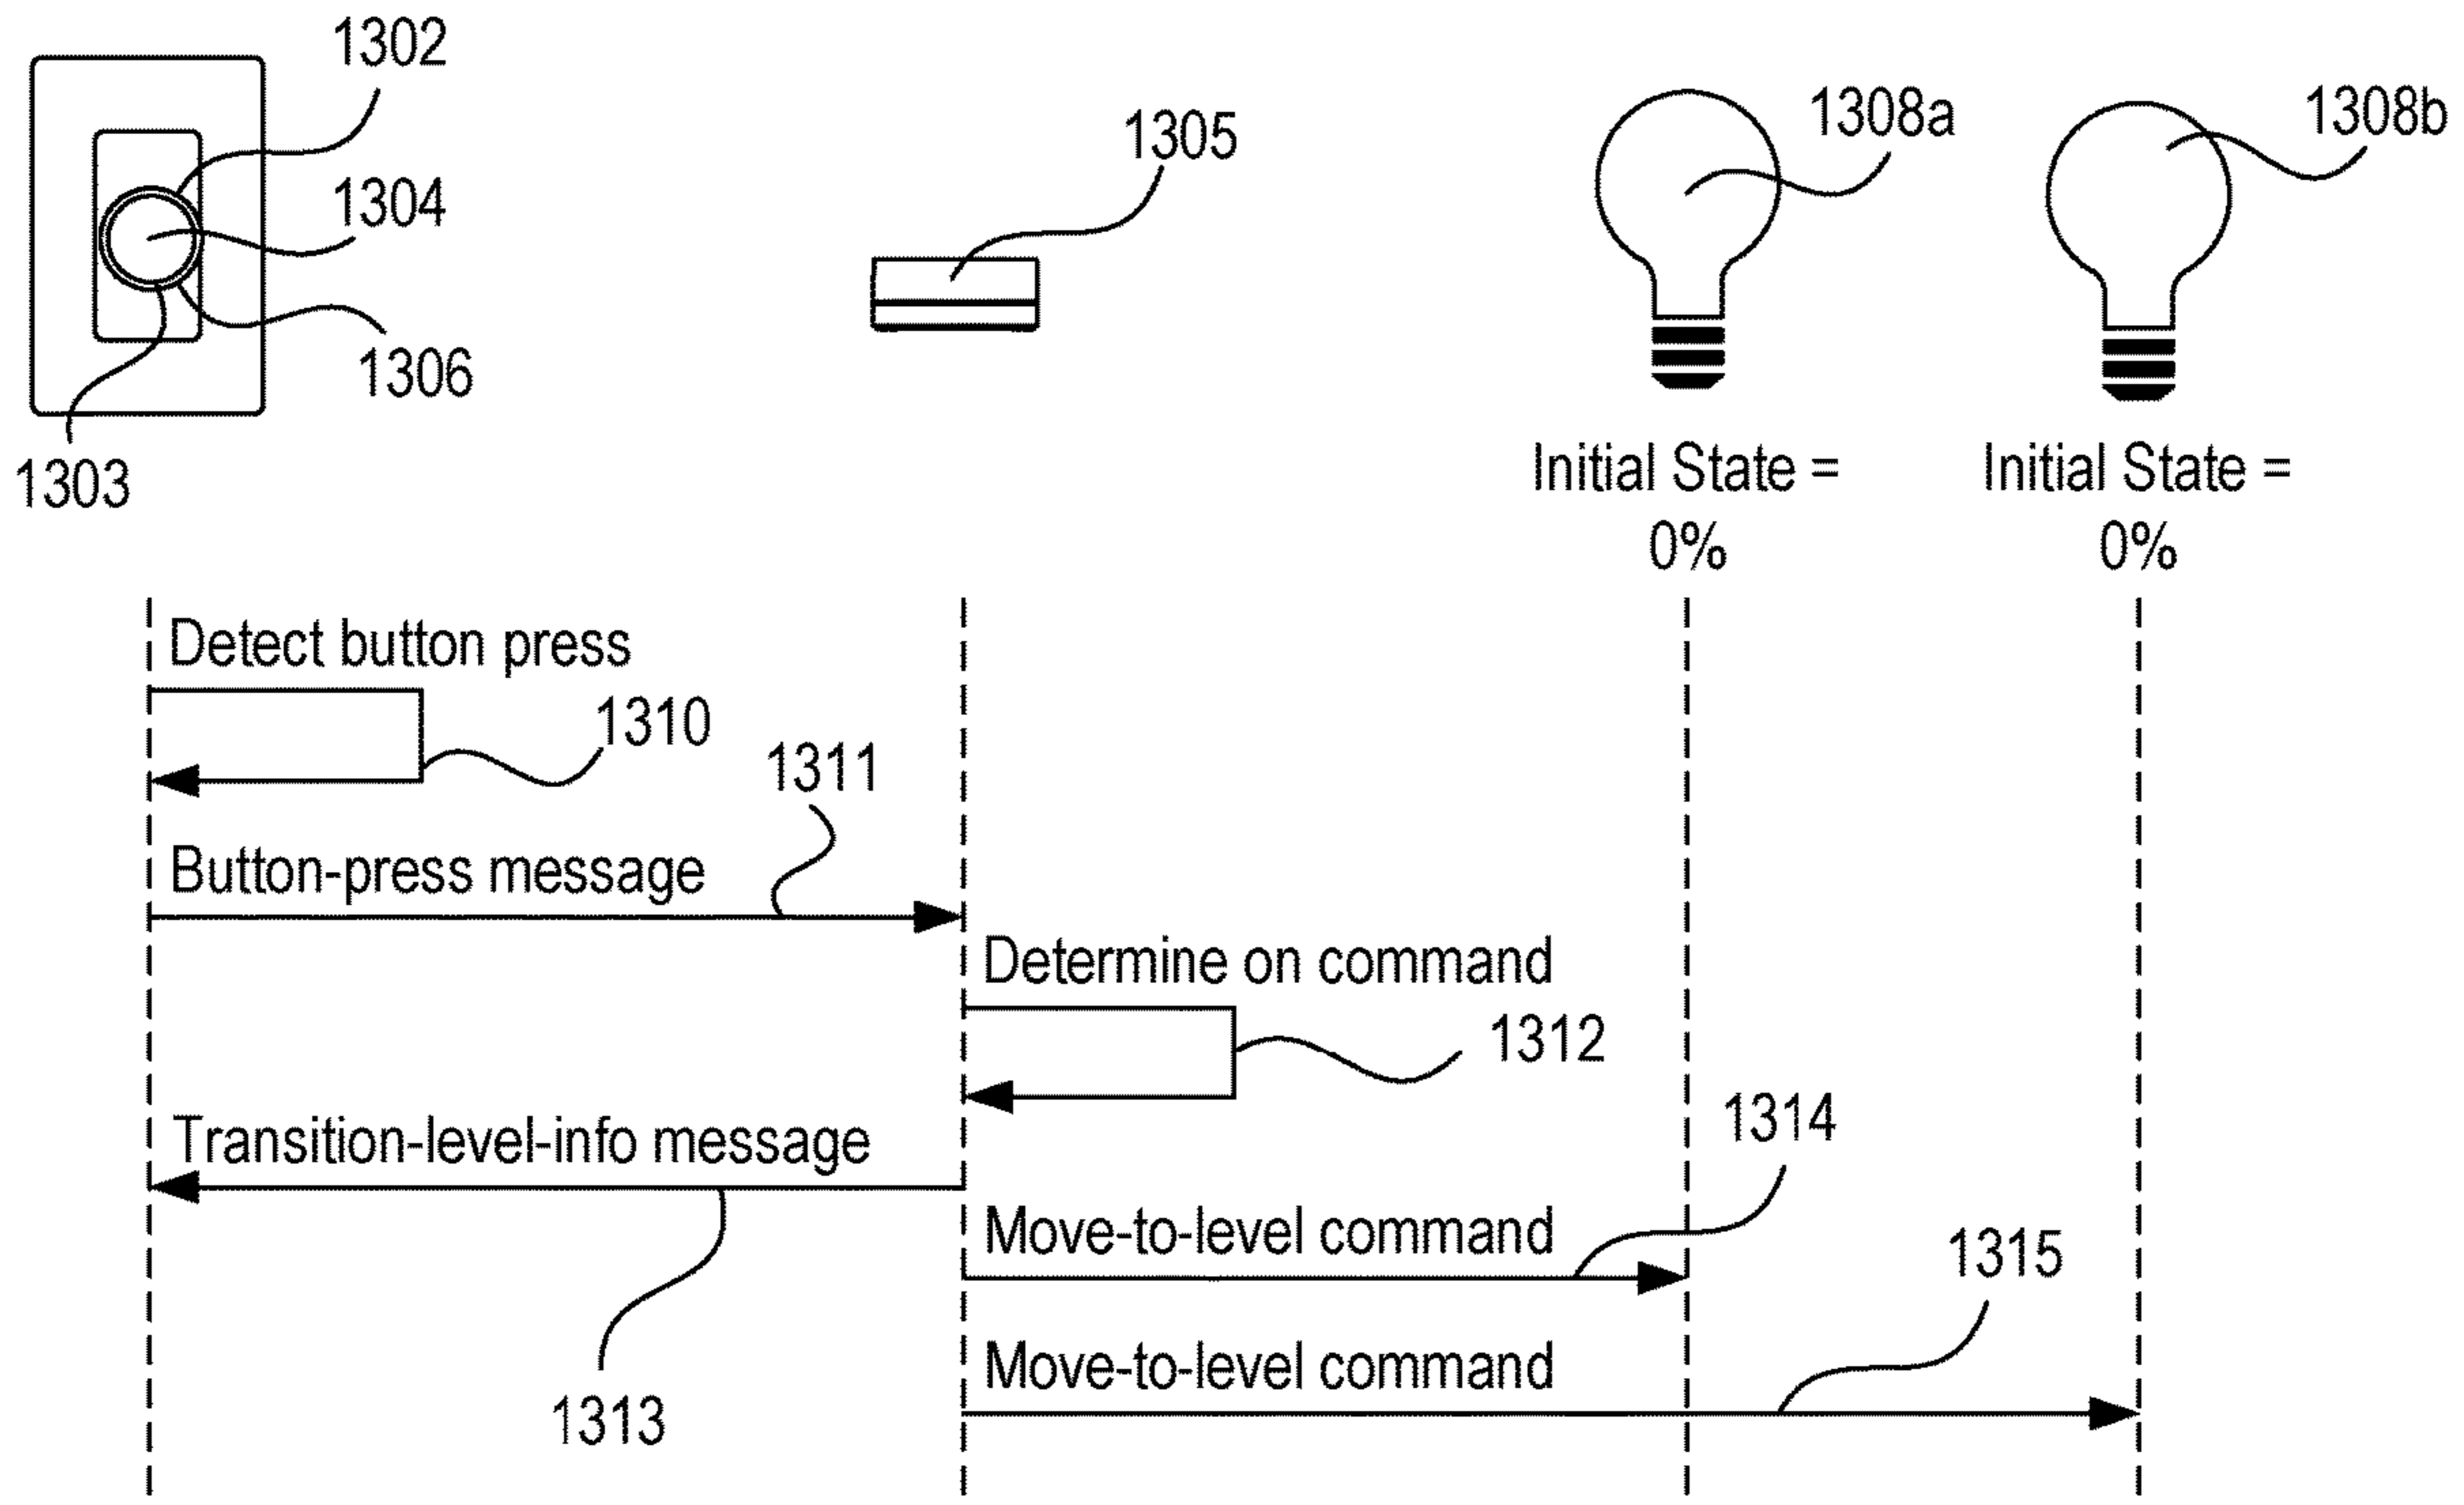 1302
1308a
1308b
1305
1304
1306
1303
Initial State =
0%
Initial State =
0%
Detect button press
1310
1311
Button-press message
Determine on command
1312
1314
Transition-level-info message
Move-to-level command
1315
Move-to-level command
1313